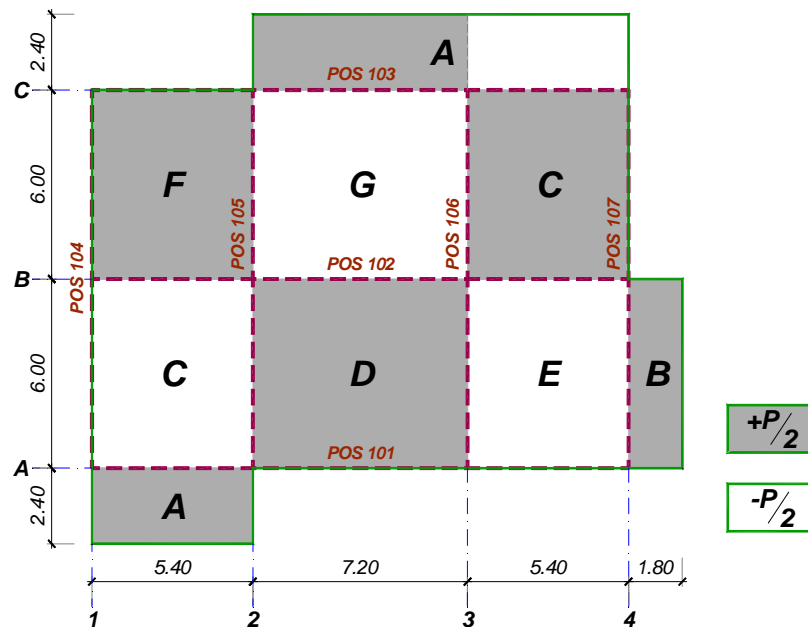 2.40
A
POS 103
C
6.00
F
G
C
POS 104
POS 105
POS 106
POS 107
POS 102
B
6.00
C
D
E
B
+P/2
POS 101
A
-P/2
2.40
A
5.40
7.20
5.40
1.80
1
2
3
4